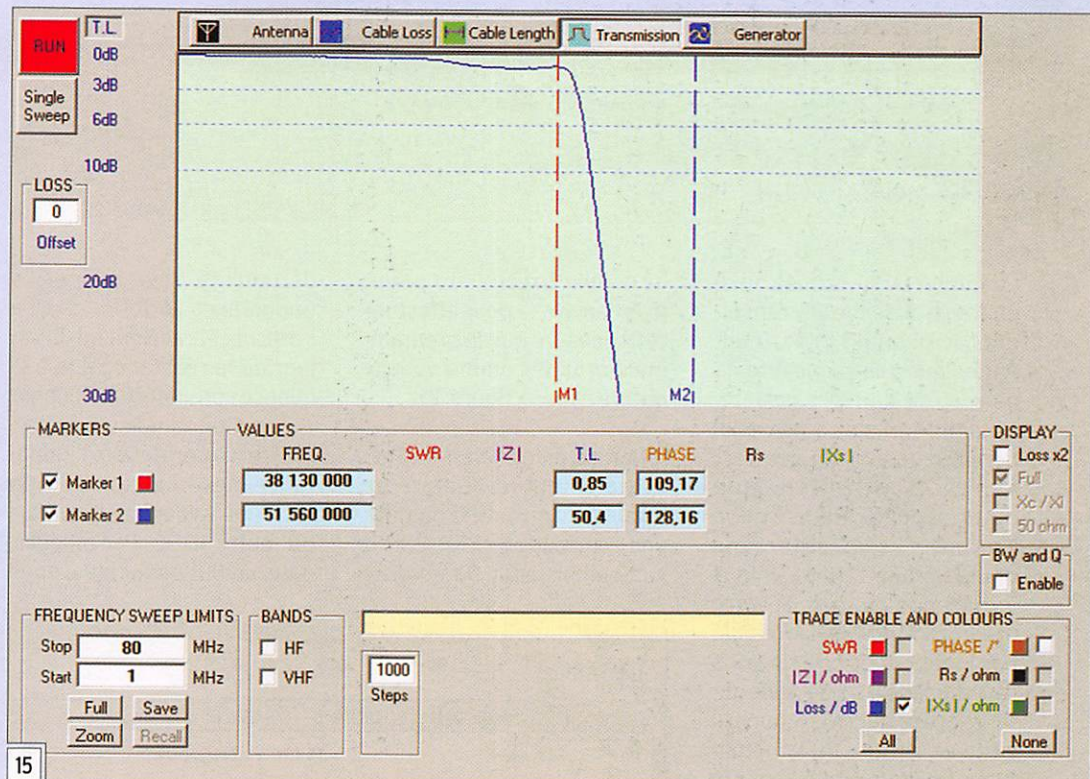 RUN
T.L.
Antenna
Cable Loss
Cable Length
Transmission
Generator
0dB
3dB
Single
Sweep
6dB
10dB
LOSS
0
Offset
20dB
30dB
M1
M2
MARKERS
Marker 1
Marker 2
VALUES
FREQ. SWR |Z| T.L. PHASE Rs |Xs|
38 130 000 0,85 109,17
51 560 000 50,4 128,16
DISPLAY
Loss x2
Full
Xc / Xl
50 ohm
BW and Q
Enable
FREQUENCY SWEEP LIMITS
Stop 80 MHz
Start 1 MHz
Full Save
Zoom Recall
BANDS
HF
VHF
1000
Steps
TRACE ENABLE AND COLOURS
SWR PHASE /°
|Z| / ohm Rs / ohm
Loss / dB |Xs| / ohm
All None
15